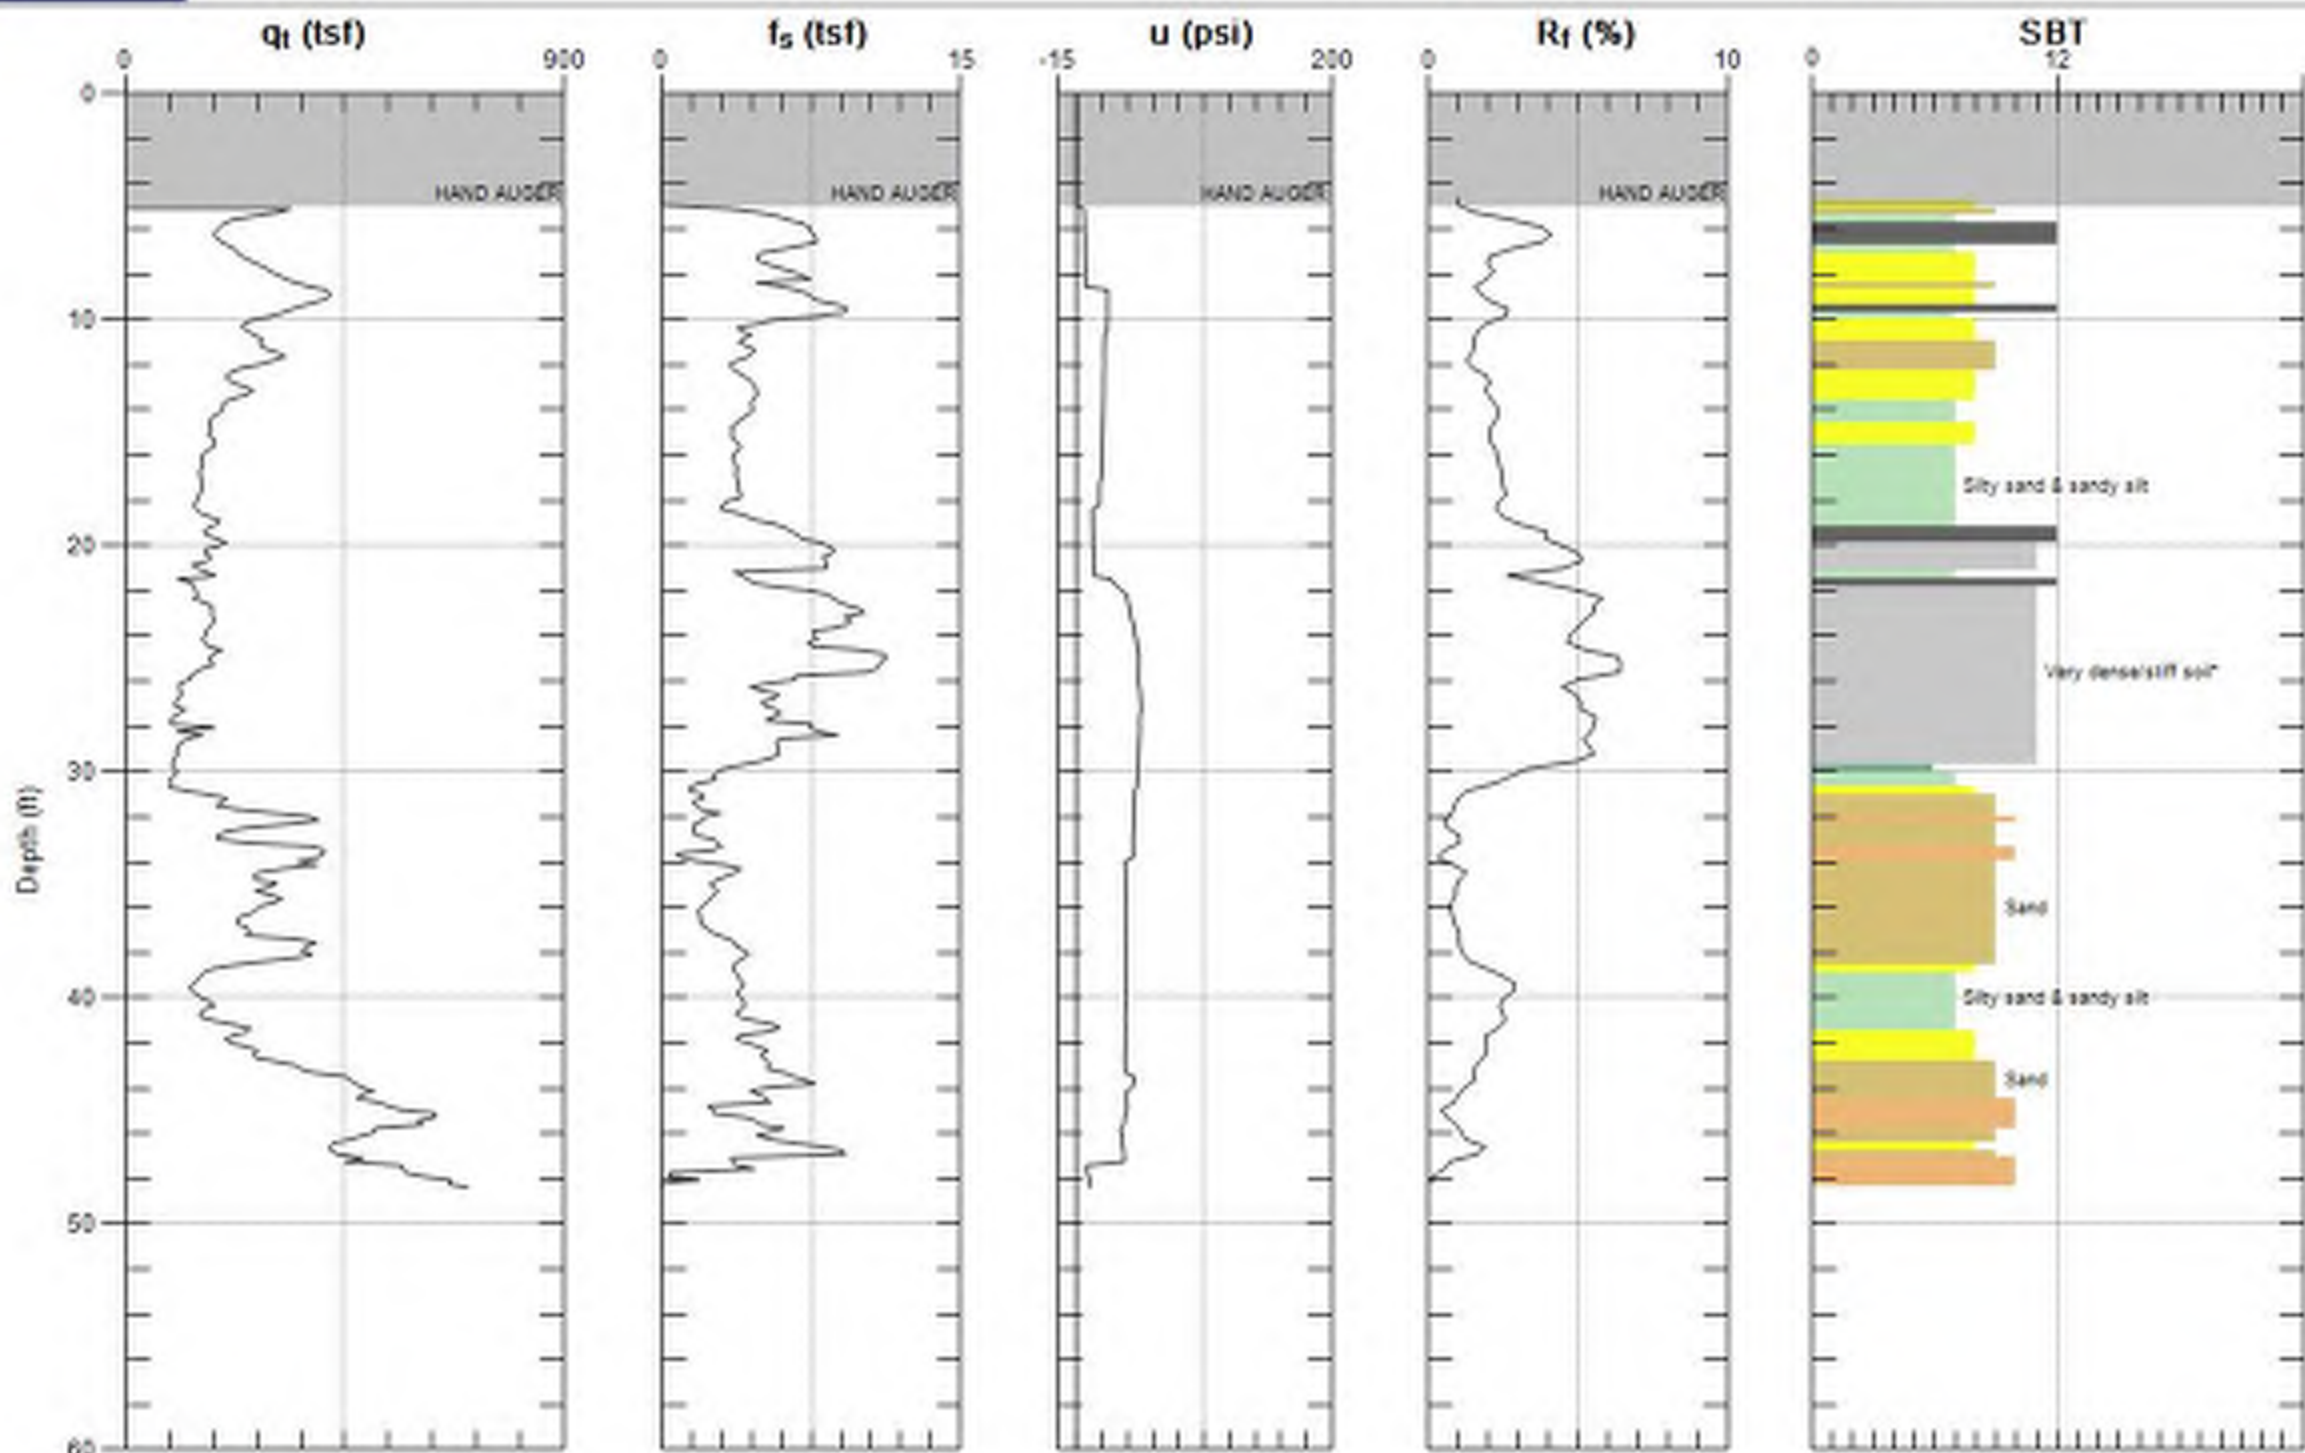 qt (tsf) fs (tsf) u (psi) Rf (%) SBT
0 900 0 15 -15 200 0 10 0 12
0
HAND AUGER HAND AUGER HAND AUGER HAND AUGER
10
Silty sand & sandy silt
20
"Very dense/stiff soil"
30
Depth (ft)
Sand
40 Silty sand & sandy silt
Sand
50
60